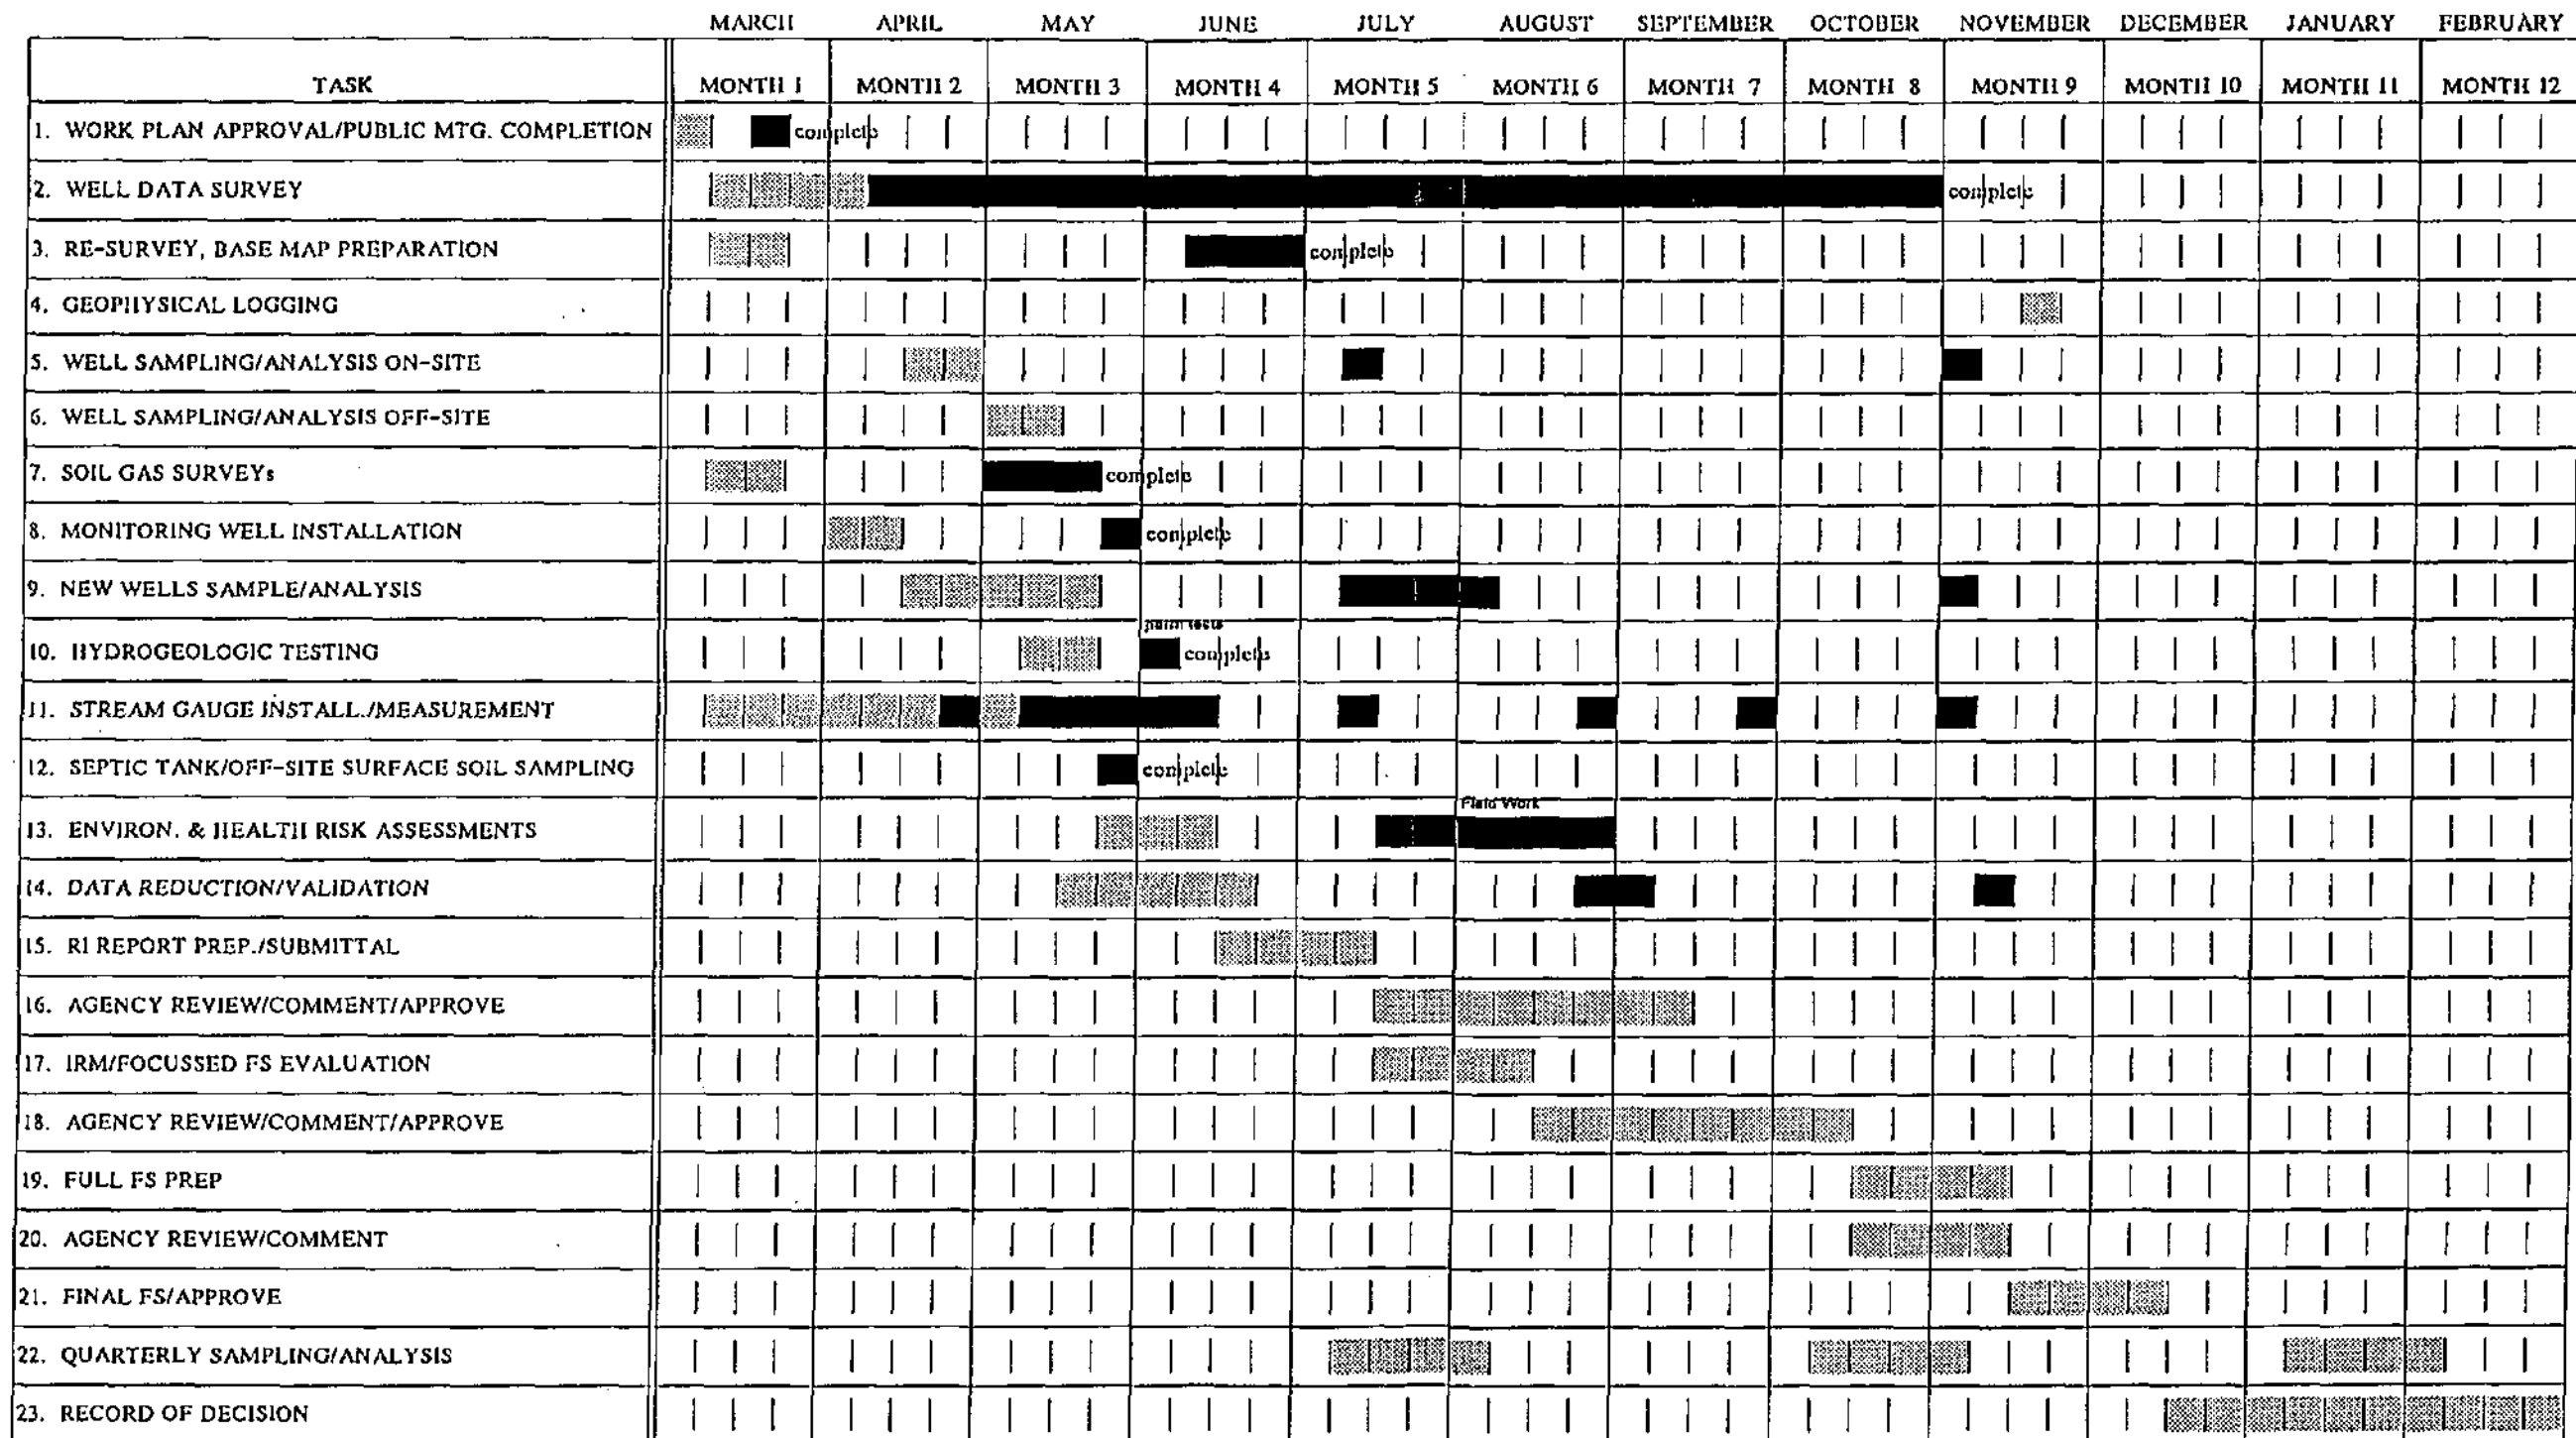 MARCH APRIL MAY JUNE JULY AUGUST SEPTEMBER OCTOBER NOVEMBER DECEMBER JANUARY FEBRUARY
TASK MONTH 1 MONTH 2 MONTH 3 MONTH 4 MONTH 5 MONTH 6 MONTH 7 MONTH 8 MONTH 9 MONTH 10 MONTH 11 MONTH 12
1. WORK PLAN APPROVAL/PUBLIC MTG. COMPLETION complete
2. WELL DATA SURVEY complete
3. RE-SURVEY, BASE MAP PREPARATION complete
4. GEOPHYSICAL LOGGING
5. WELL SAMPLING/ANALYSIS ON-SITE
6. WELL SAMPLING/ANALYSIS OFF-SITE
7. SOIL GAS SURVEYs complete
8. MONITORING WELL INSTALLATION complete
9. NEW WELLS SAMPLE/ANALYSIS
tests
10. HYDROGEOLOGIC TESTING complete
11. STREAM GAUGE INSTALL./MEASUREMENT
12. SEPTIC TANK/OFF-SITE SURFACE SOIL SAMPLING complete
Field Work
13. ENVIRON. & HEALTH RISK ASSESSMENTS
14. DATA REDUCTION/VALIDATION
15. RI REPORT PREP./SUBMITTAL
16. AGENCY REVIEW/COMMENT/APPROVE
17. IRM/FOCUSSED FS EVALUATION
18. AGENCY REVIEW/COMMENT/APPROVE
19. FULL FS PREP
20. AGENCY REVIEW/COMMENT
21. FINAL FS/APPROVE
22. QUARTERLY SAMPLING/ANALYSIS
23. RECORD OF DECISION